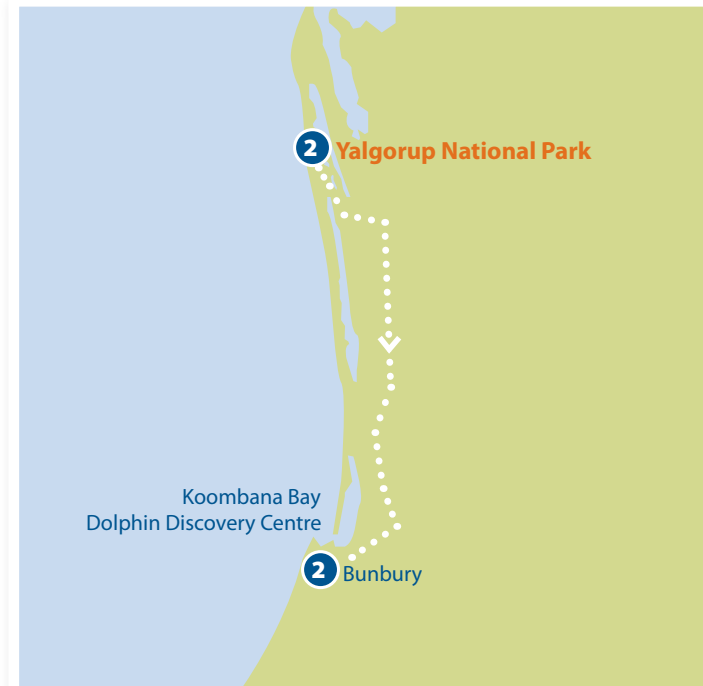 2 Yalgorup National Park
Koombana Bay
Dolphin Discovery Centre
2 Bunbury